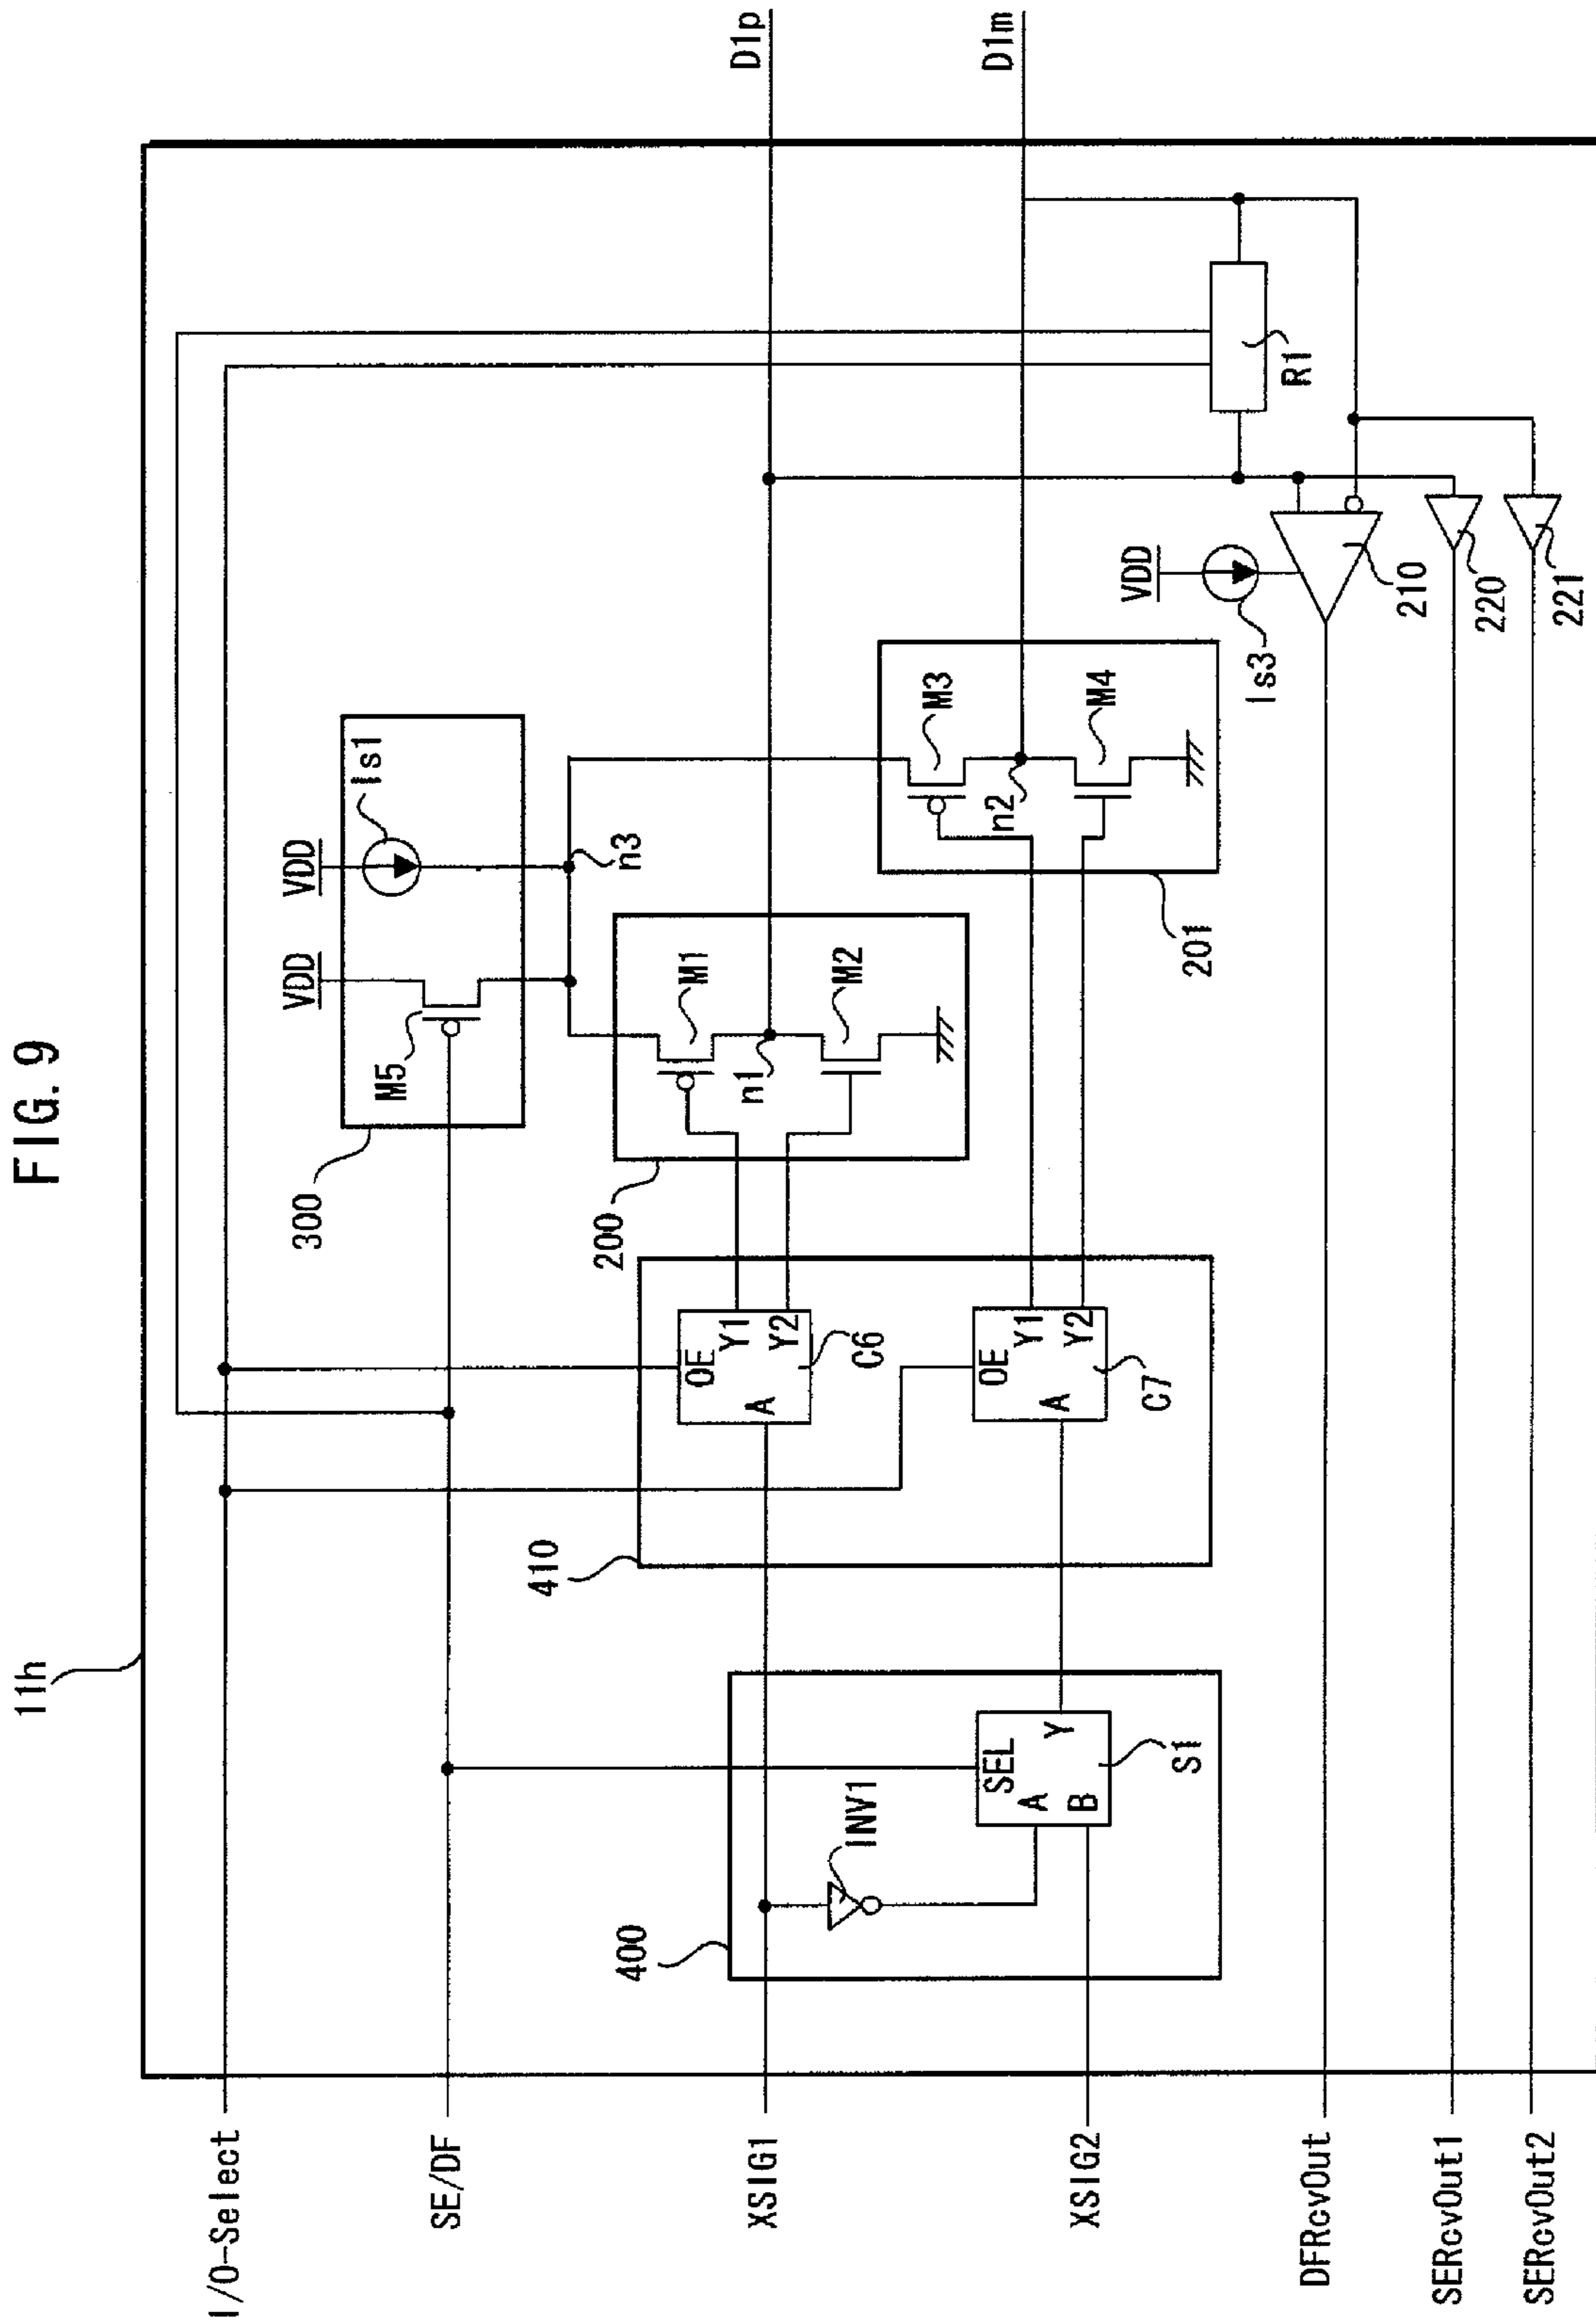 FIG. 9
11h
I/O-Select
SE/DF
XSIG1
XSIG2
DFRcvOut
SERcvOut1
SERcvOut2
D1p
D1m
400
INV1
SEL
A
B
Y
S1
410
OE
A
Y1
Y2
C6
OE
A
Y1
Y2
C7
300
VDD
VDD
M5
Is1
n3
200
M1
n1
M2
201
M3
n2
M4
VDD
Is3
210
220
221
R1